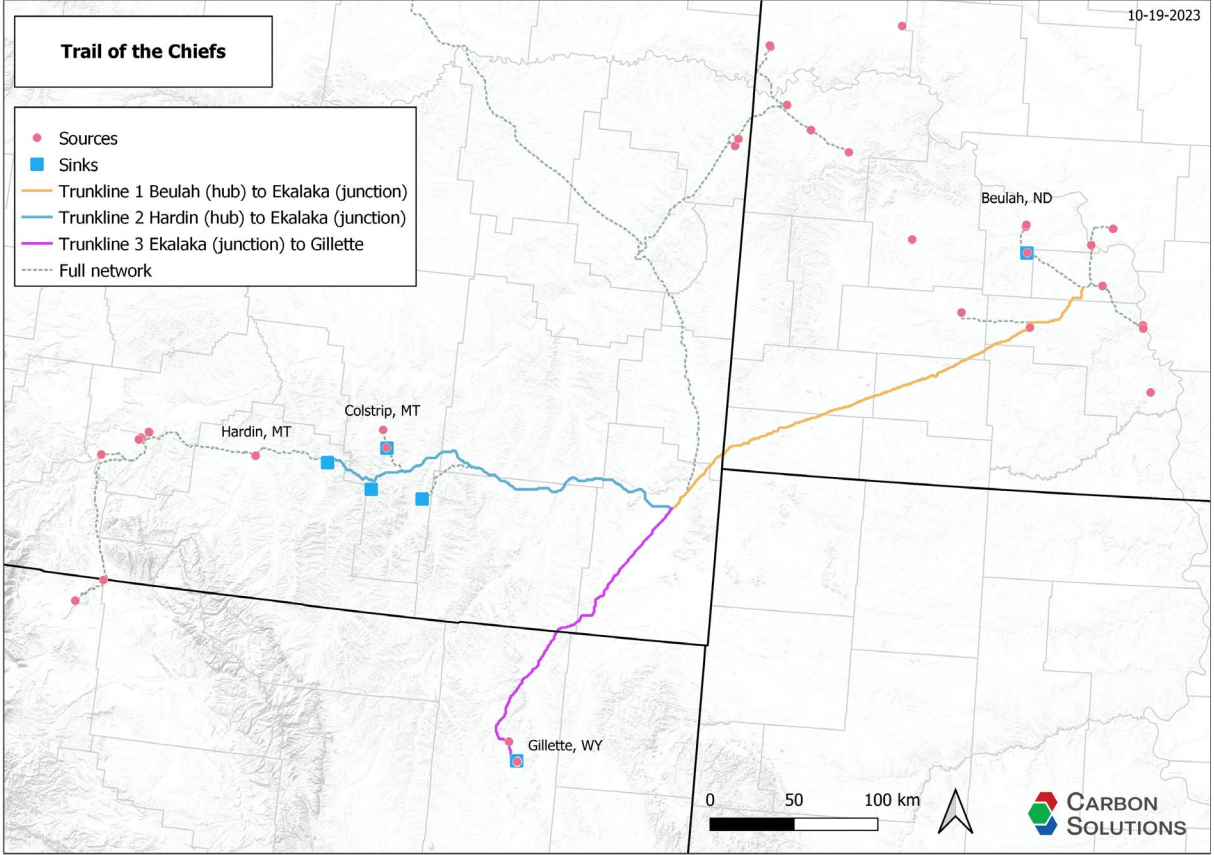 10-19-2023
Trail of the Chiefs
Sources
Sinks
Trunkline 1 Beulah (hub) to Ekalaka (junction)
Trunkline 2 Hardin (hub) to Ekalaka (junction)
Trunkline 3 Ekalaka (junction) to Gillette
Full network
Beulah, ND
Colstrip, MT
Hardin, MT
Gillette, WY
0 50 100 km
CARBON
SOLUTIONS